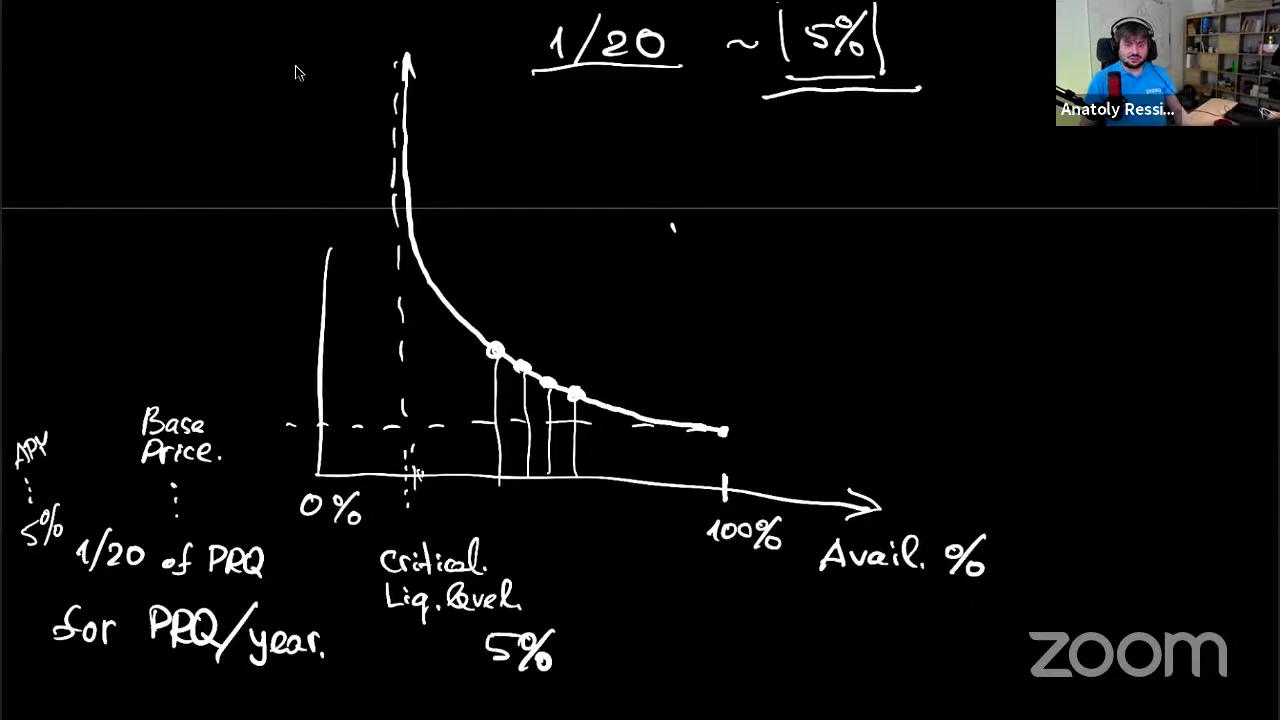 1/20 ~ |5%|
Anatoly Ressi...
Base
Price.
APY
5%
1/20 of PRQ
for PRQ/year.
0%
Critical.
Liq. level.
5%
100%
Avail. %
zoom